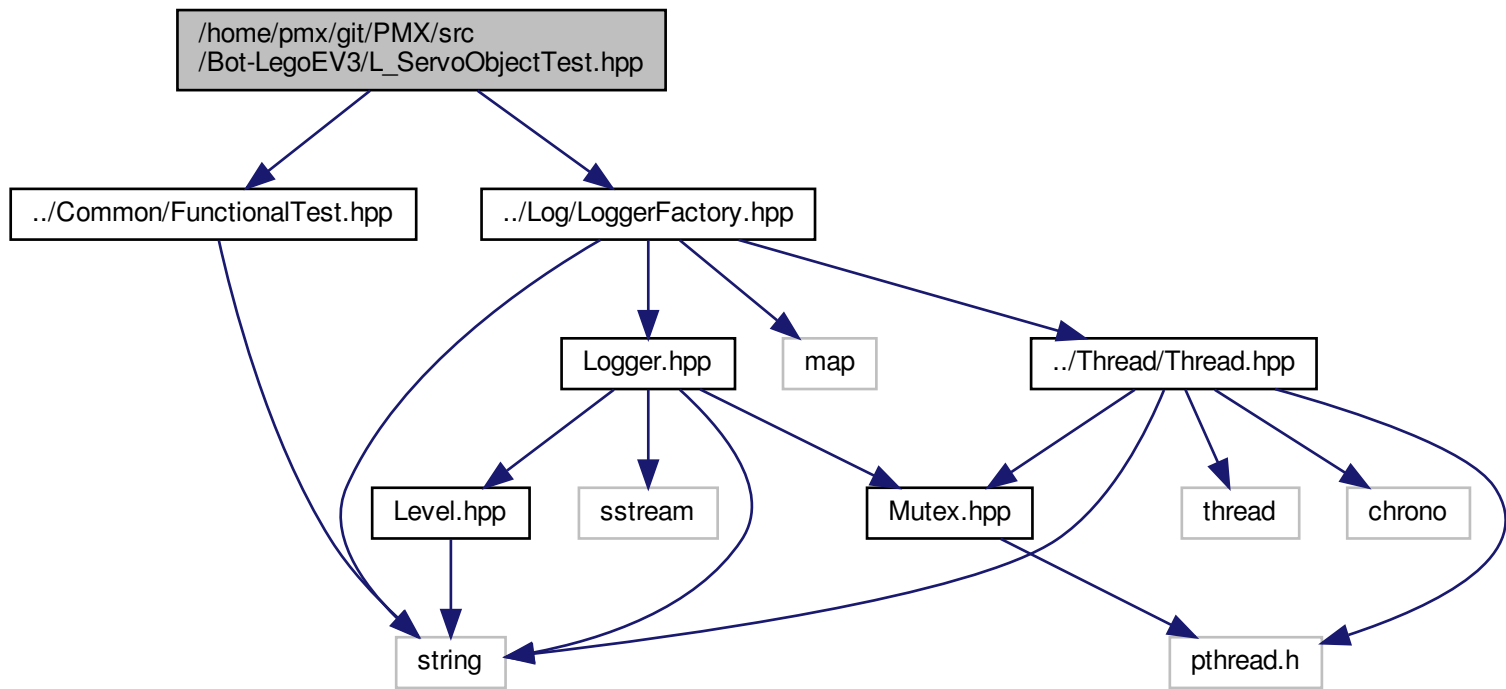 /home/pmx/git/PMX/src
/Bot-LegoEV3/L_ServoObjectTest.hpp
../Common/FunctionalTest.hpp
../Log/LoggerFactory.hpp
Logger.hpp
map
../Thread/Thread.hpp
Level.hpp
sstream
Mutex.hpp
thread
chrono
string
pthread.h